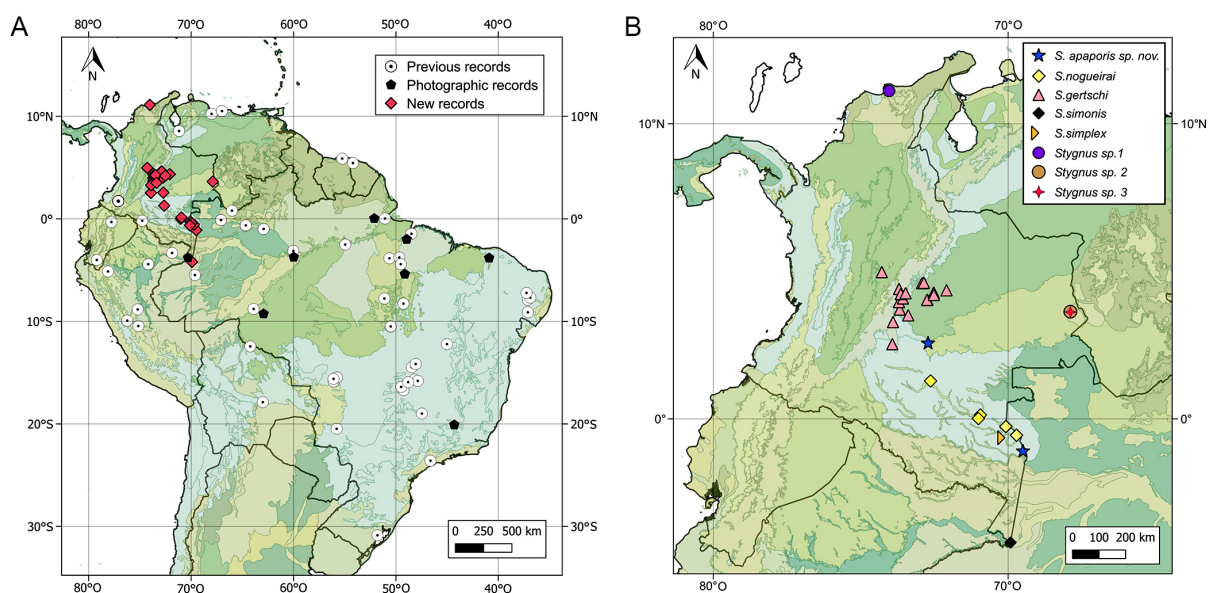 A
80°O 70°O 60°O 50°O 40°O
N
Previous records
Photographic records
New records
10°N 10°N
0° 0°
10°S 10°S
20°S 20°S
30°S 30°S
0 250 500 km
80°O 70°O 60°O 50°O 40°O
B
80°O 70°O
N
S. apaporis sp. nov.
S.nogueirai
S.gertschi
S.simonis
S.simplex
Stygnus sp.1
Stygnus sp. 2
Stygnus sp. 3
10°N 10°N
0° 0°
0 100 200 km
80°O 70°O